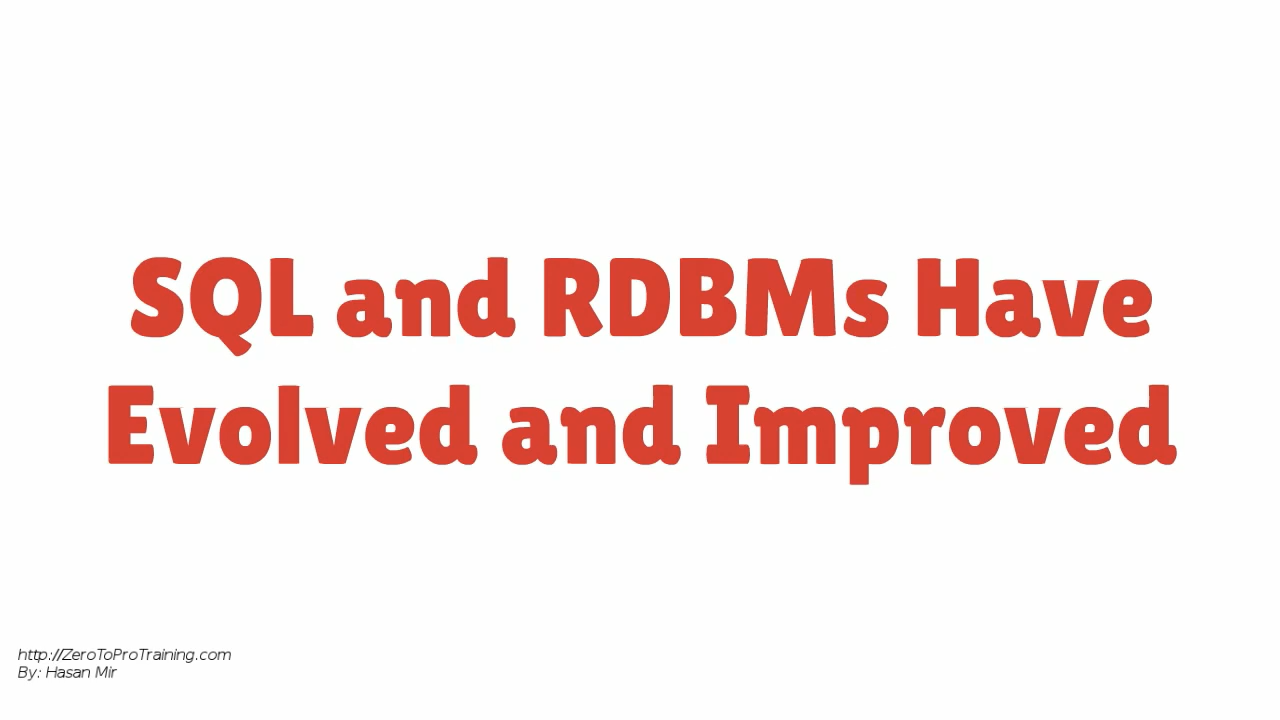 SQL and RDBMs Have
Evolved and Improved
http://ZeroToProTraining.com
By: Hasan Mir